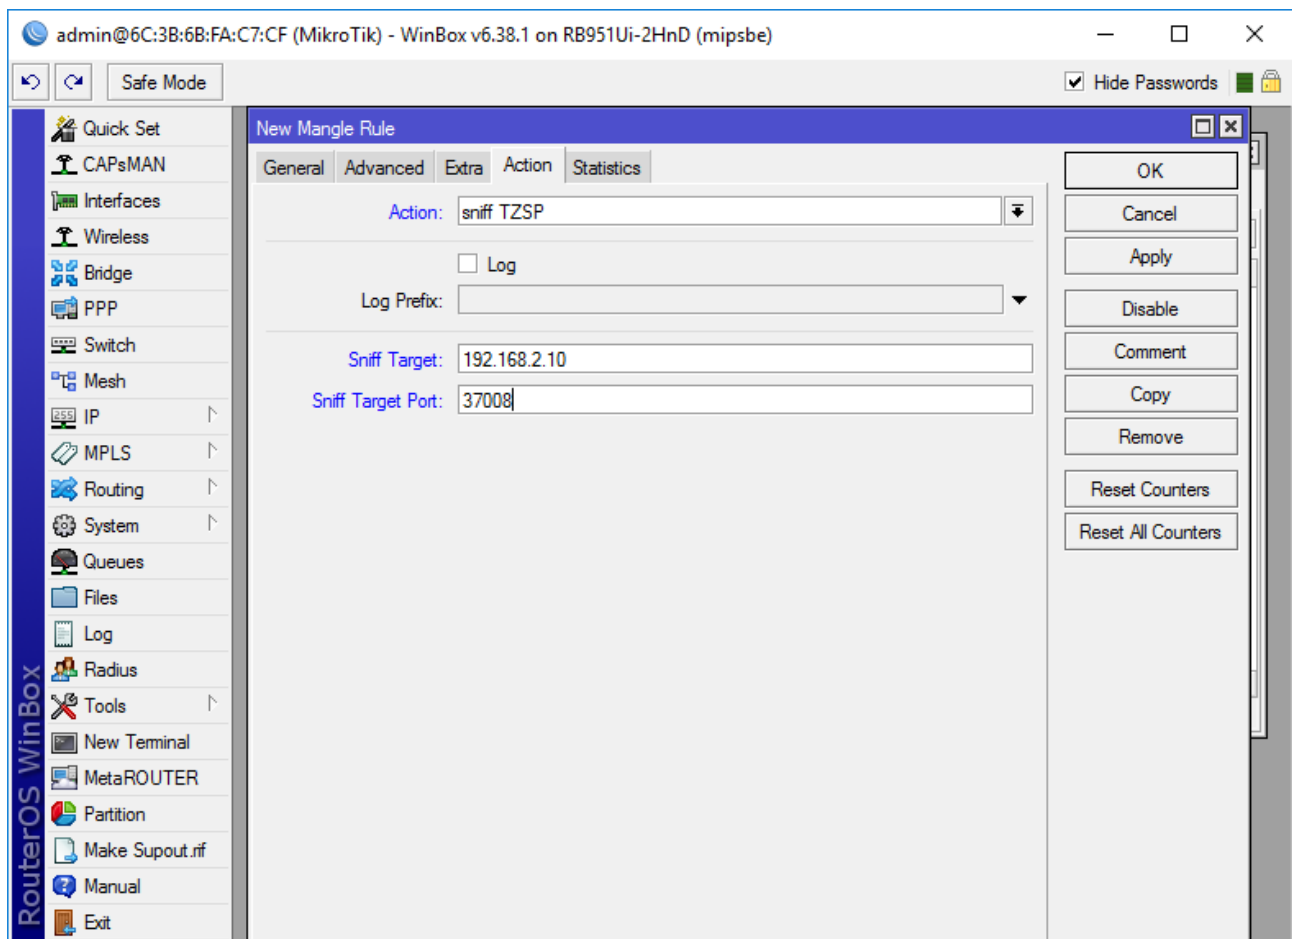 admin@6C:3B:6B:FA:C7:CF (MikroTik) - WinBox v6.38.1 on RB951Ui-2HnD (mipsbe)
Safe Mode
Hide Passwords
RouterOS WinBox
Quick Set
CAPsMAN
Interfaces
Wireless
Bridge
PPP
Switch
Mesh
255 IP
MPLS
Routing
System
Queues
Files
Log
Radius
Tools
New Terminal
MetaROUTER
Partition
Make Supout.rif
Manual
Exit
New Mangle Rule
General Advanced Extra Action Statistics
Action: sniff TZSP
Log
Log Prefix:
Sniff Target: 192.168.2.10
Sniff Target Port: 37008
OK
Cancel
Apply
Disable
Comment
Copy
Remove
Reset Counters
Reset All Counters